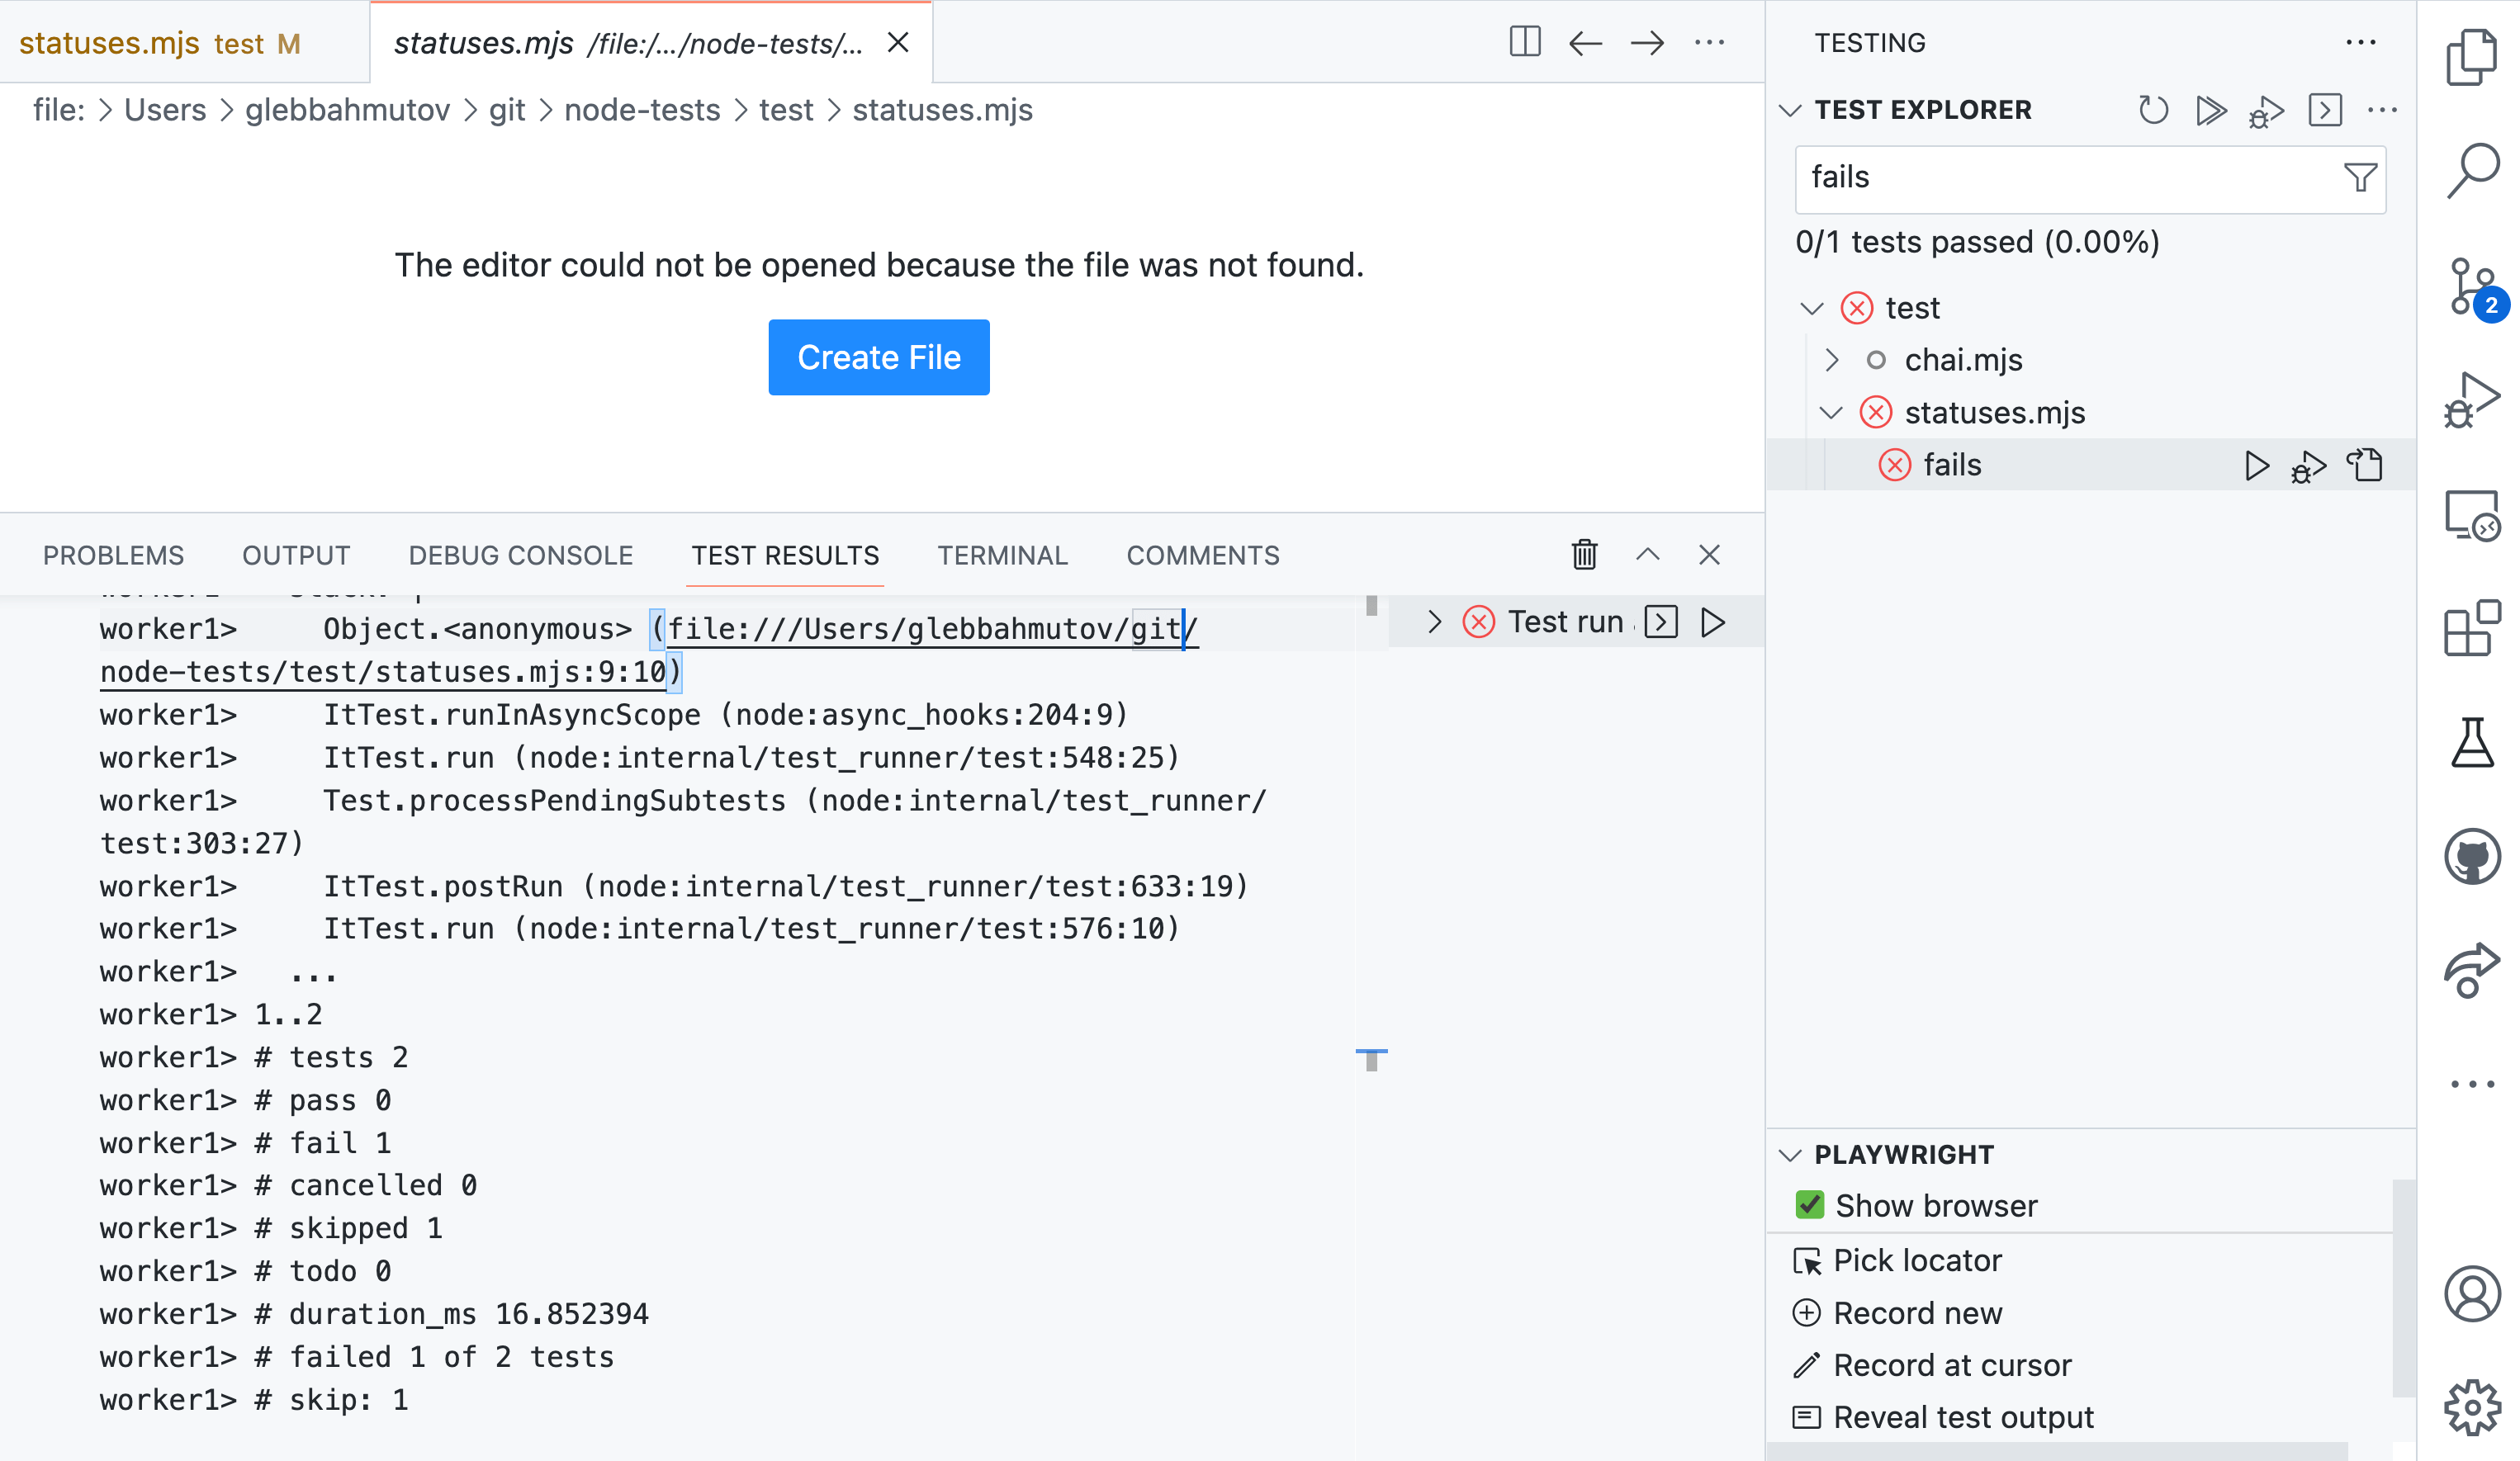 statuses.mjs test M
statuses.mjs /file:/.../node-tests/...
file: > Users > glebbahmutov > git > node-tests > test > statuses.mjs
The editor could not be opened because the file was not found.
Create File
PROBLEMS OUTPUT DEBUG CONSOLE TEST RESULTS TERMINAL COMMENTS
worker1> Object.<anonymous> (file:///Users/glebbahmutov/git/
node-tests/test/statuses.mjs:9:10)
worker1> ItTest.runInAsyncScope (node:async_hooks:204:9)
worker1> ItTest.run (node:internal/test_runner/test:548:25)
worker1> Test.processPendingSubtests (node:internal/test_runner/
test:303:27)
worker1> ItTest.postRun (node:internal/test_runner/test:633:19)
worker1> ItTest.run (node:internal/test_runner/test:576:10)
worker1> ...
worker1> 1..2
worker1> # tests 2
worker1> # pass 0
worker1> # fail 1
worker1> # cancelled 0
worker1> # skipped 1
worker1> # todo 0
worker1> # duration_ms 16.852394
worker1> # failed 1 of 2 tests
worker1> # skip: 1
Test run
TESTING
TEST EXPLORER
fails
0/1 tests passed (0.00%)
test
chai.mjs
statuses.mjs
fails
PLAYWRIGHT
Show browser
Pick locator
Record new
Record at cursor
Reveal test output
2